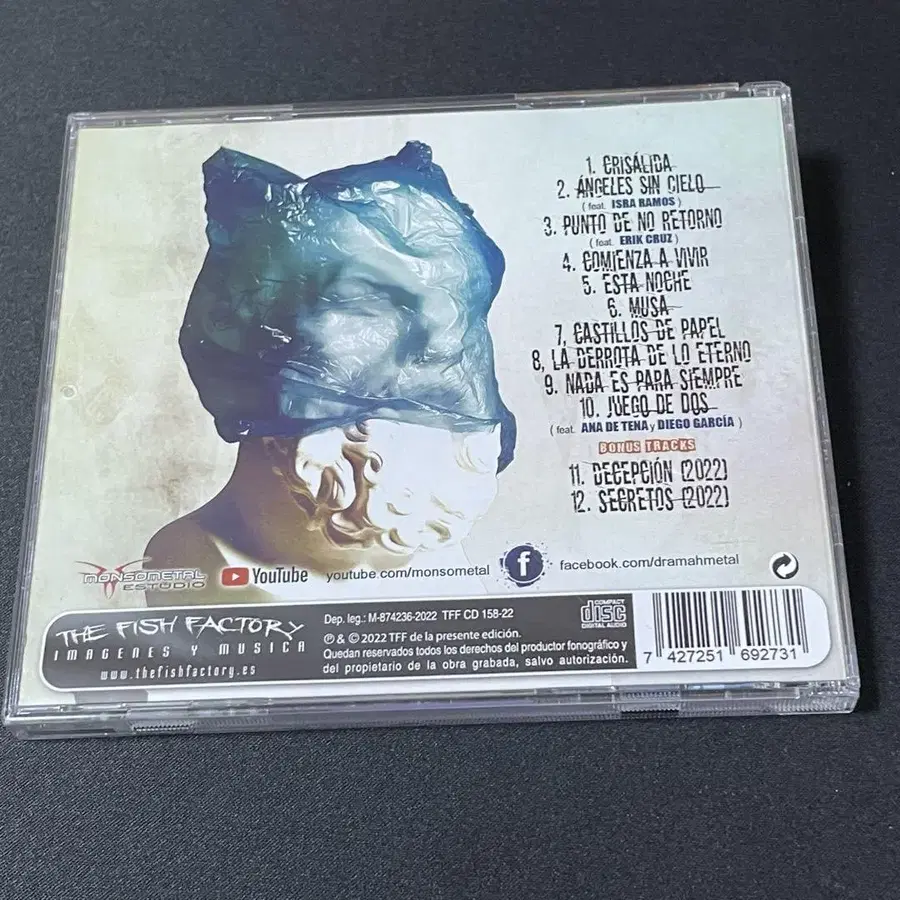 1. CRISÁLIDA
2. ÁNGELES SIN CIELO
( feat. ISRA RAMOS )
3. PUNTO DE NO RETORNO
( feat. ERIK CRUZ )
4. COMIENZA A VIVIR
5. ESTA NOCHE
6. MUSA
7. CASTILLOS DE PAPEL
8. LA DERROTA DE LO ETERNO
9. NADA ES PARA SIEMPRE
10. JUEGO DE DOS
( feat. ANA DE TENA y DIEGO GARCÍA )
BONUS TRACKS
11. DECEPCIÓN (2022)
12. SECRETOS (2022)
MONSOMETAL
ESTUDIO
YouTube youtube.com/monsometal
f facebook.com/dramahmetal
THE FISH FACTORY
IMAGENES Y MUSICA
www.thefishfactory.es
Dep. leg.: M-874236-2022 TFF CD 158-22
℗ & © 2022 TFF de la presente edición.
Quedan reservados todos los derechos del productor fonográfico y
del propietario de la obra grabada, salvo autorización.
COMPACT
disc
DIGITAL AUDIO
7 427251 692731